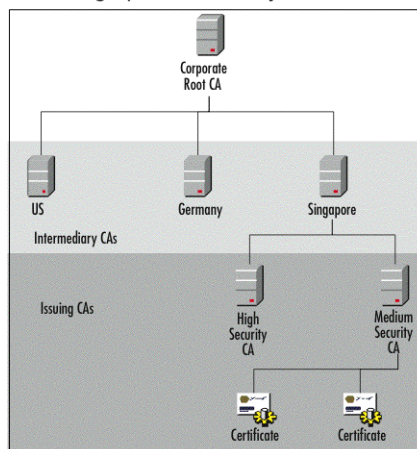 Corporate
Root CA
US
Germany
Singapore
Intermediary CAs
Issuing CAs
High
Security
CA
Medium
Security
CA
Certificate
Certificate